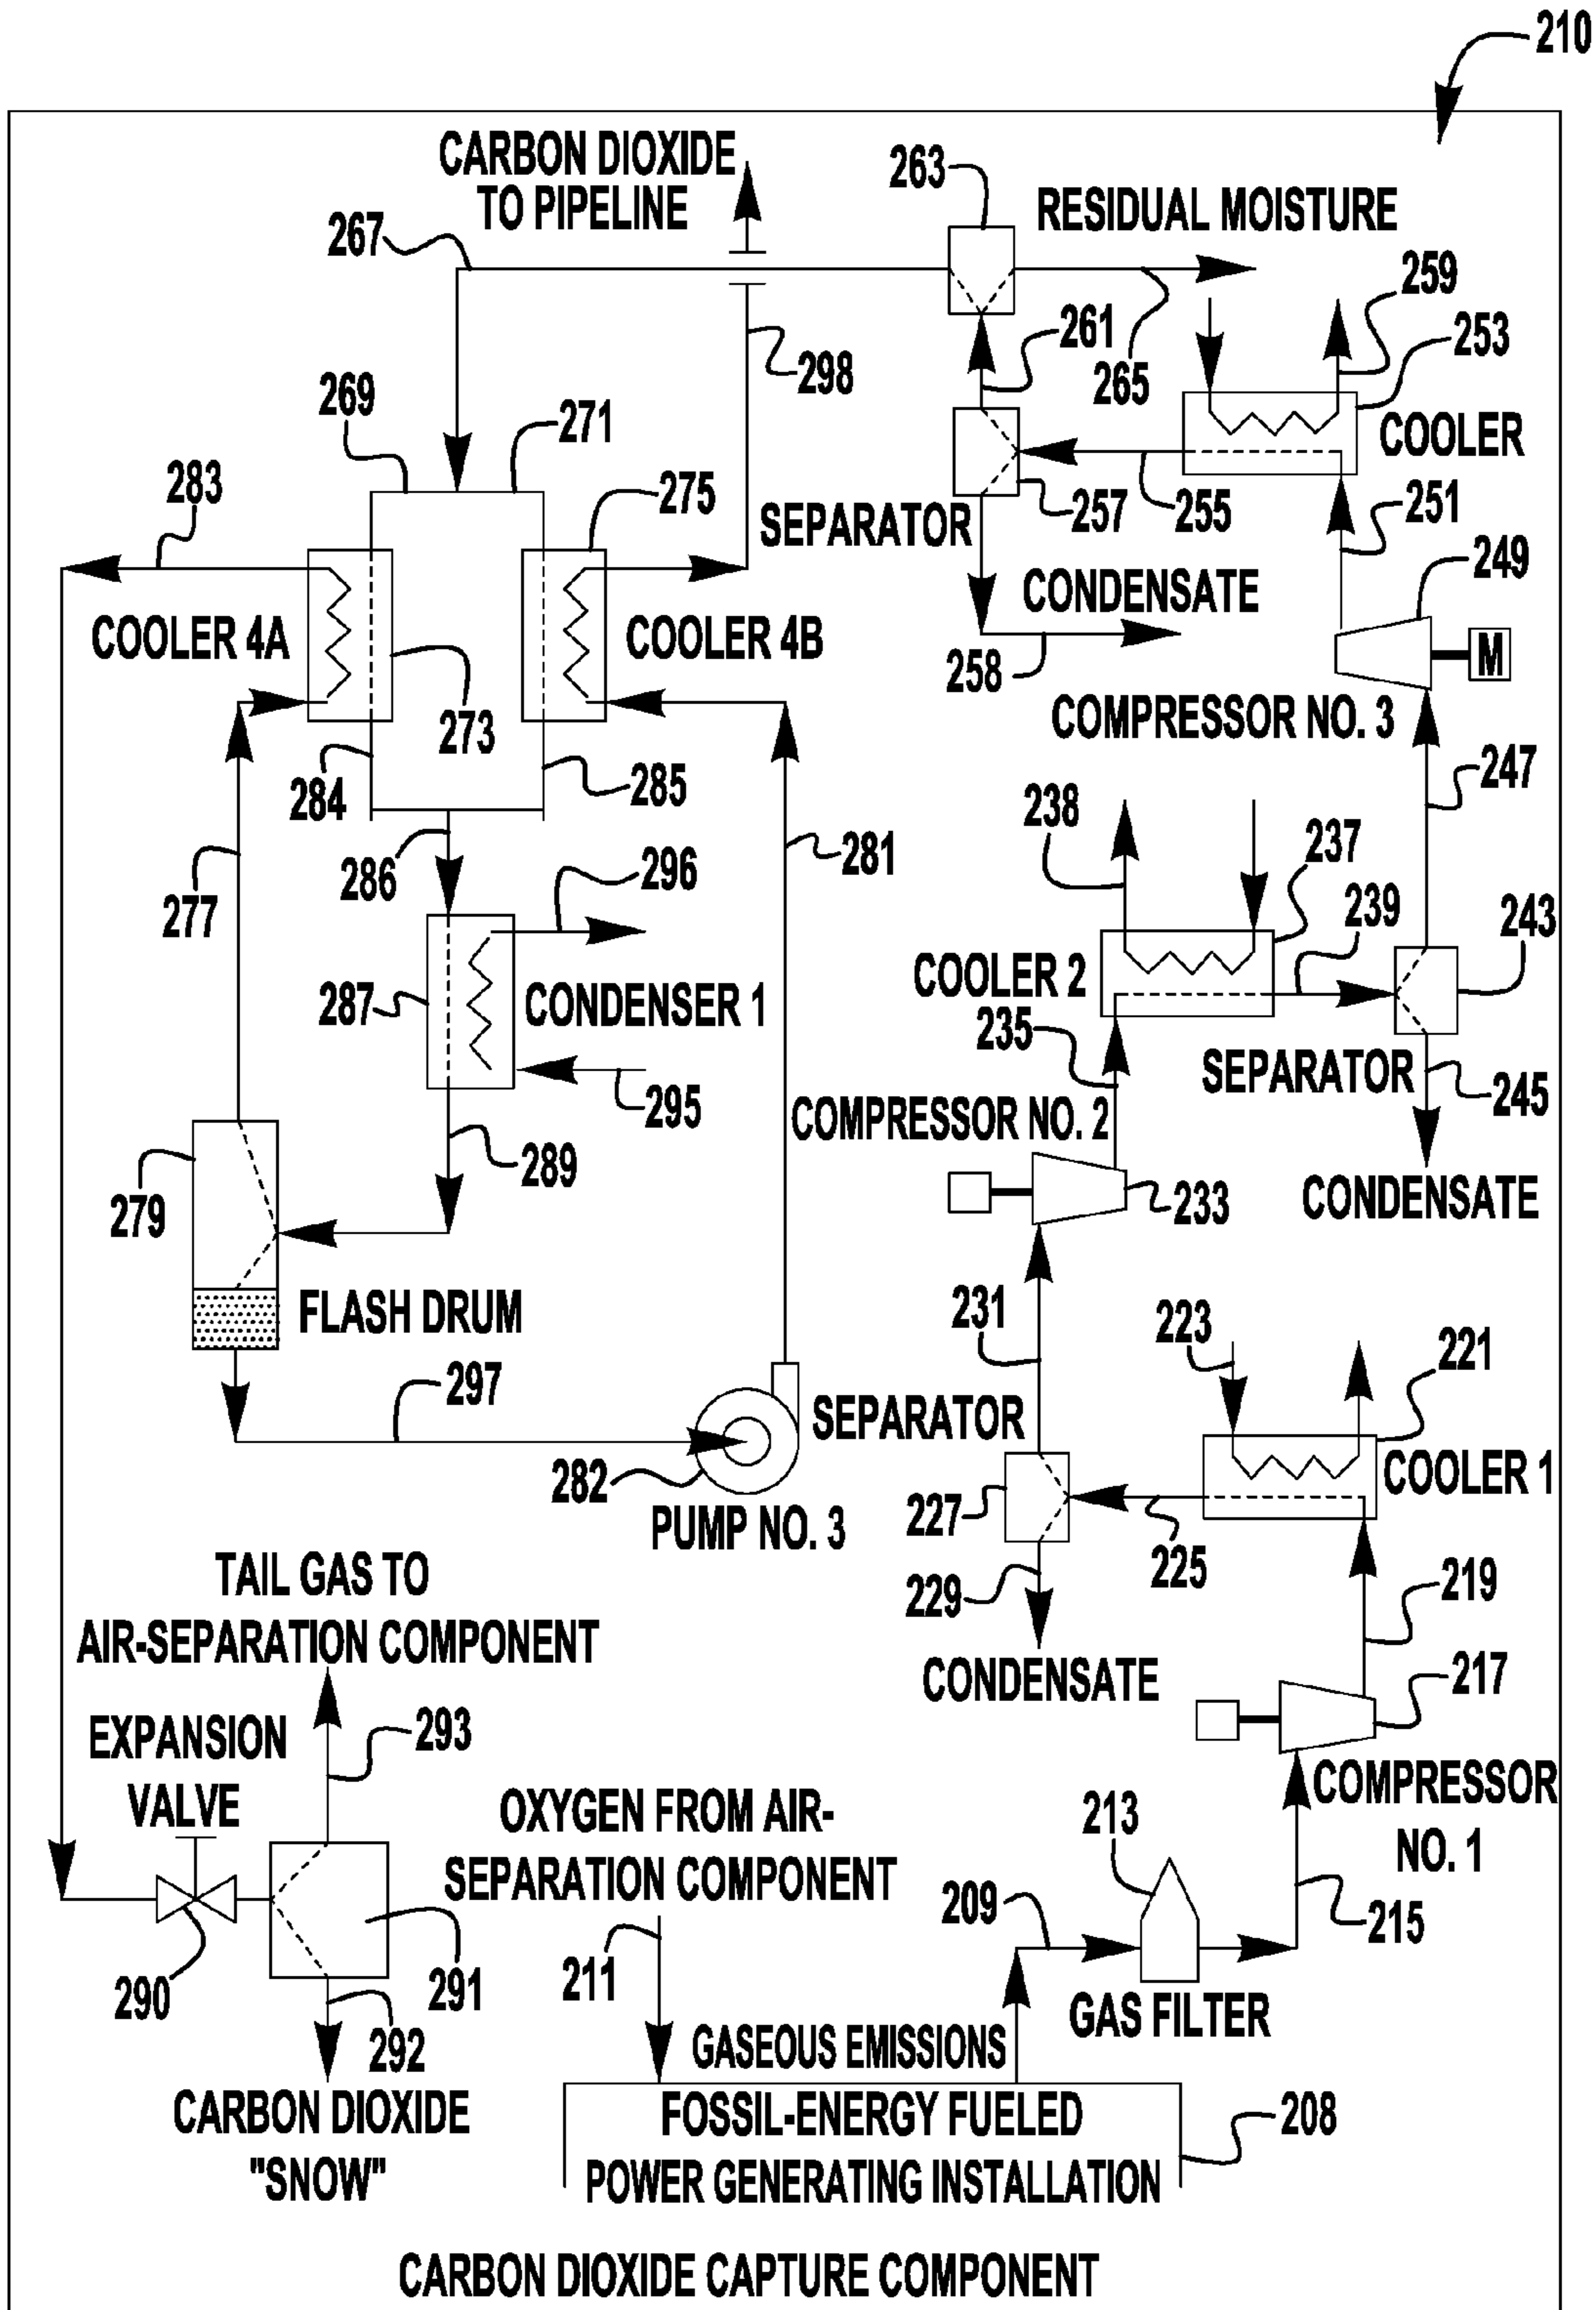 210
CARBON DIOXIDE
TO PIPELINE
263
RESIDUAL MOISTURE
267
259
261
253
298
265
269
271
COOLER
283
275
SEPARATOR
257
255
251
249
CONDENSATE
COOLER 4A
COOLER 4B
M
258
273
COMPRESSOR NO. 3
284
285
247
238
281
237
286
296
277
239
243
COOLER 2
287
CONDENSER 1
235
SEPARATOR
245
295
COMPRESSOR NO. 2
289
279
233
CONDENSATE
FLASH DRUM
231
223
221
297
SEPARATOR
COOLER 1
282
227
PUMP NO. 3
225
TAIL GAS TO
AIR-SEPARATION COMPONENT
229
219
CONDENSATE
217
EXPANSION
VALVE
293
COMPRESSOR
NO. 1
OXYGEN FROM AIR-
SEPARATION COMPONENT
213
209
215
290
291
211
292
GAS FILTER
GASEOUS EMISSIONS
CARBON DIOXIDE
"SNOW"
FOSSIL-ENERGY FUELED
POWER GENERATING INSTALLATION
208
CARBON DIOXIDE CAPTURE COMPONENT